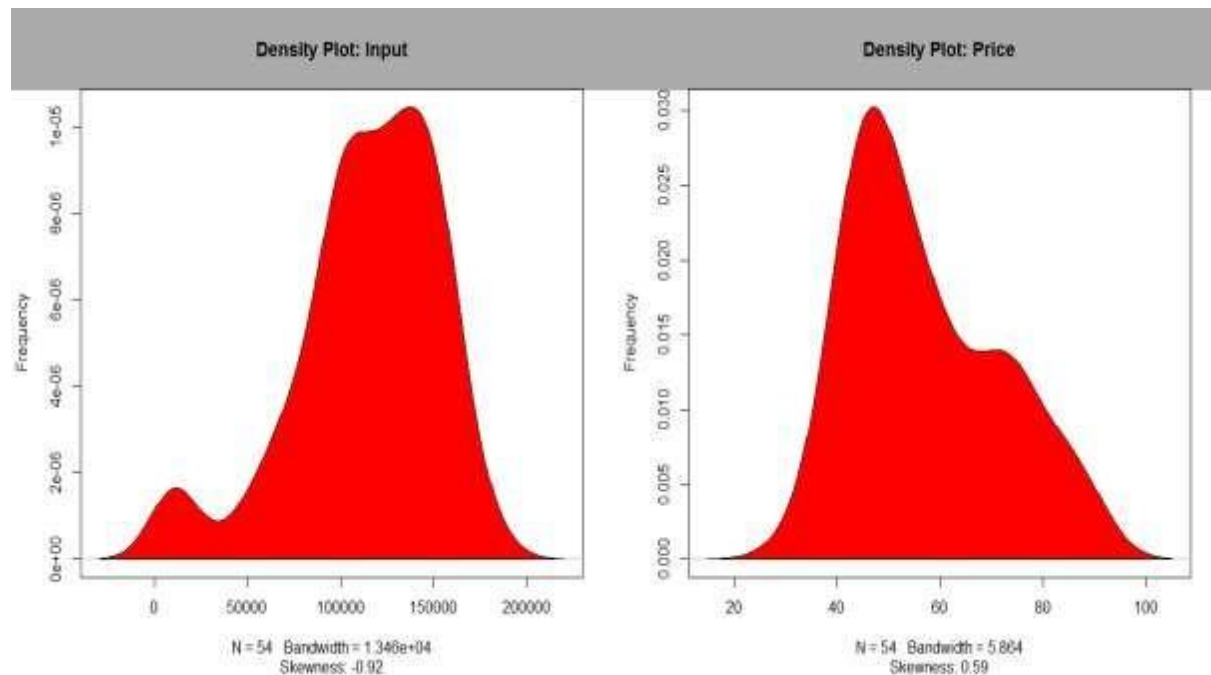 Density Plot: Input
Density Plot: Price
Frequency
0e+00
2e-06
4e-06
6e-06
8e-06
1e-05
0
50000
100000
150000
200000
N = 54 Bandwidth = 1.346e+04
Skewness: -0.92
Frequency
0.000
0.005
0.010
0.015
0.020
0.025
0.030
20
40
60
80
100
N = 54 Bandwidth = 5.864
Skewness: 0.59